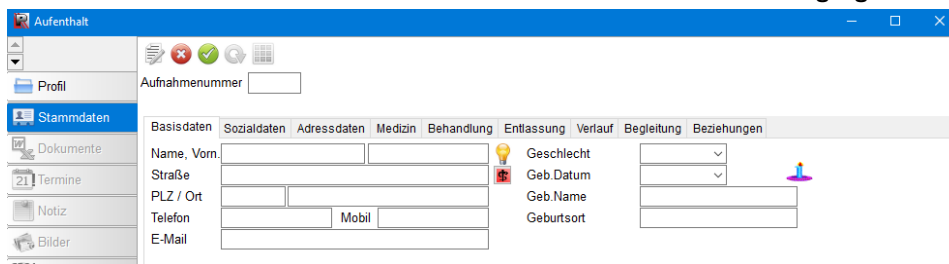 Aufenthalt
Aufnahmenummer
Profil
Stammdaten
Dokumente
Termine
Notiz
Bilder
Basisdaten Sozialdaten Adressdaten Medizin Behandlung Entlassung Verlauf Begleitung Beziehungen
Name, Vorn. Geschlecht
Straße Geb.Datum
PLZ / Ort Geb.Name
Telefon Mobil Geburtsort
E-Mail